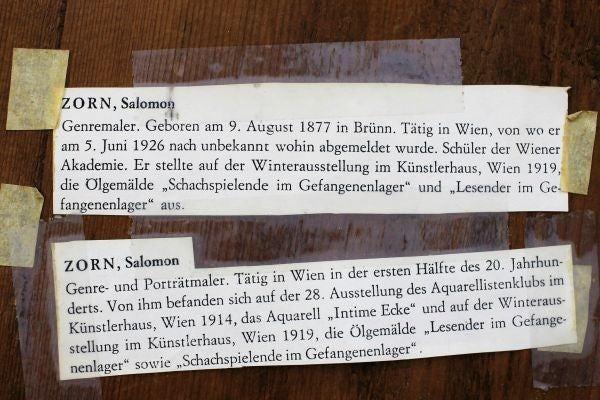 ZORN, Salomon
Genremaler. Geboren am 9. August 1877 in Brünn. Tätig in Wien, von wo er
am 5. Juni 1926 nach unbekannt wohin abgemeldet wurde. Schüler der Wiener
Akademie. Er stellte auf der Winterausstellung im Künstlerhaus, Wien 1919,
die Ölgemälde „Schachspielende im Gefangenenlager“ und „Lesender im Ge-
fangenenlager“ aus.
ZORN, Salomon
Genre- und Porträtmaler. Tätig in Wien in der ersten Hälfte des 20. Jahrhun-
derts. Von ihm befanden sich auf der 28. Ausstellung des Aquarellistenklubs im
Künstlerhaus, Wien 1914, das Aquarell „Intime Ecke“ und auf der Winteraus-
stellung im Künstlerhaus, Wien 1919, die Ölgemälde „Lesender im Gefange-
nenlager“ sowie „Schachspielende im Gefangenenlager“.